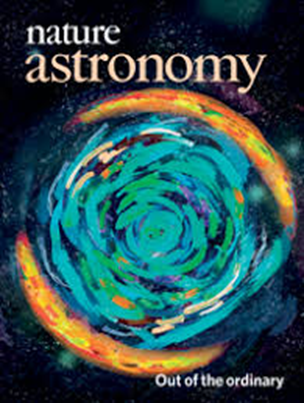 nature
astronomy
Out of the ordinary